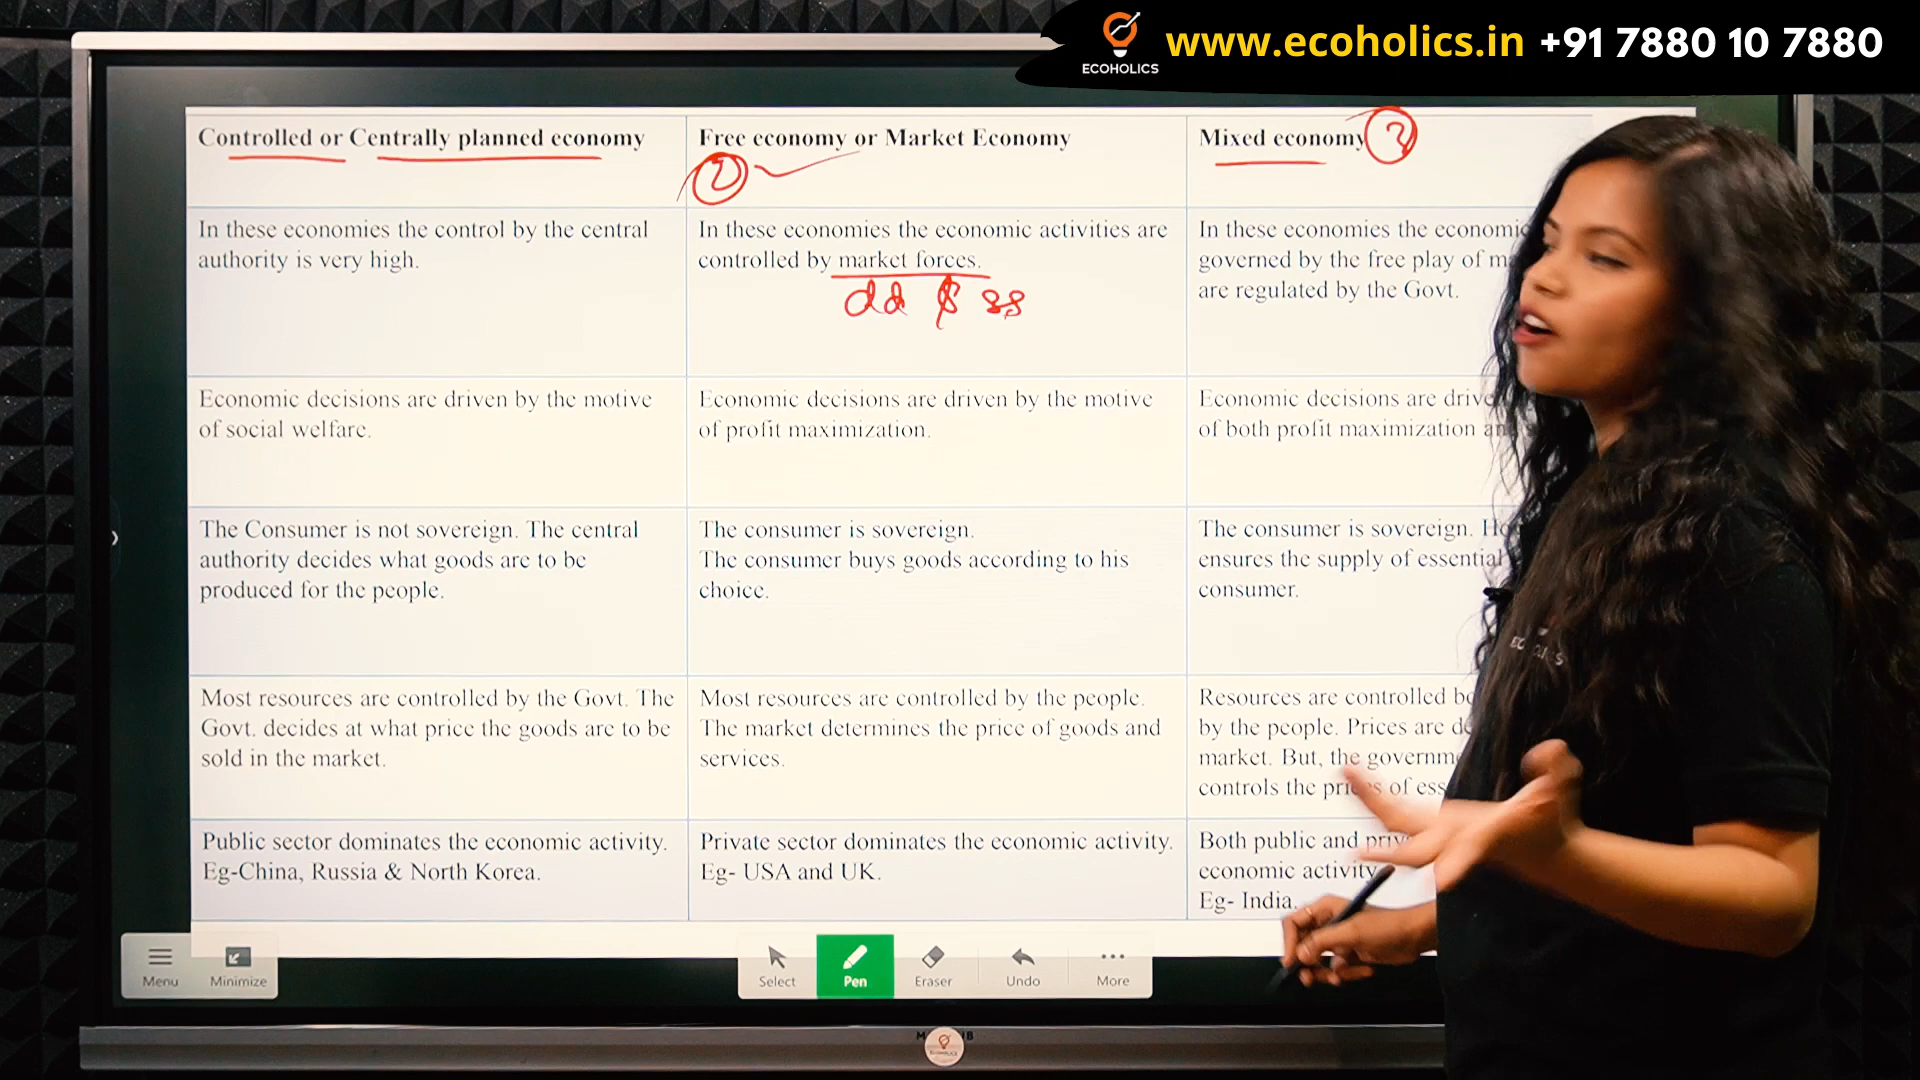 www.ecoholics.in +91 7880 10 7880
ECOHOLICS
Controlled or Centrally planned economy
Free economy or Market Economy
2
Mixed economy
In these economies the control by the central
authority is very high.
In these economies the economic activities are
controlled by market forces.
dd & ss
In these economies the economic
governed by the free play of
are regulated by the Govt.
Economic decisions are driven by the motive
of social welfare.
Economic decisions are driven by the motive
of profit maximization.
Economic decisions are
of both profit maximization
The Consumer is not sovereign. The central
authority decides what goods are to be
produced for the people.
The consumer is sovereign.
The consumer buys goods according to his
choice.
The consumer is sovereign.
ensures the supply of essential
consumer.
Most resources are controlled by the Govt. The
Govt. decides at what price the goods are to be
sold in the market.
Most resources are controlled by the people.
The market determines the price of goods and
services.
Resources are controlled
by the people. Prices are
market. But, the
controls the of
Public sector dominates the economic activity.
Eg-China, Russia & North Korea.
Private sector dominates the economic activity.
Eg- USA and UK.
Both public and
economic activity
Eg- India.
Menu
Minimize
Select
Pen
Eraser
Undo
More
ECOHOLICS